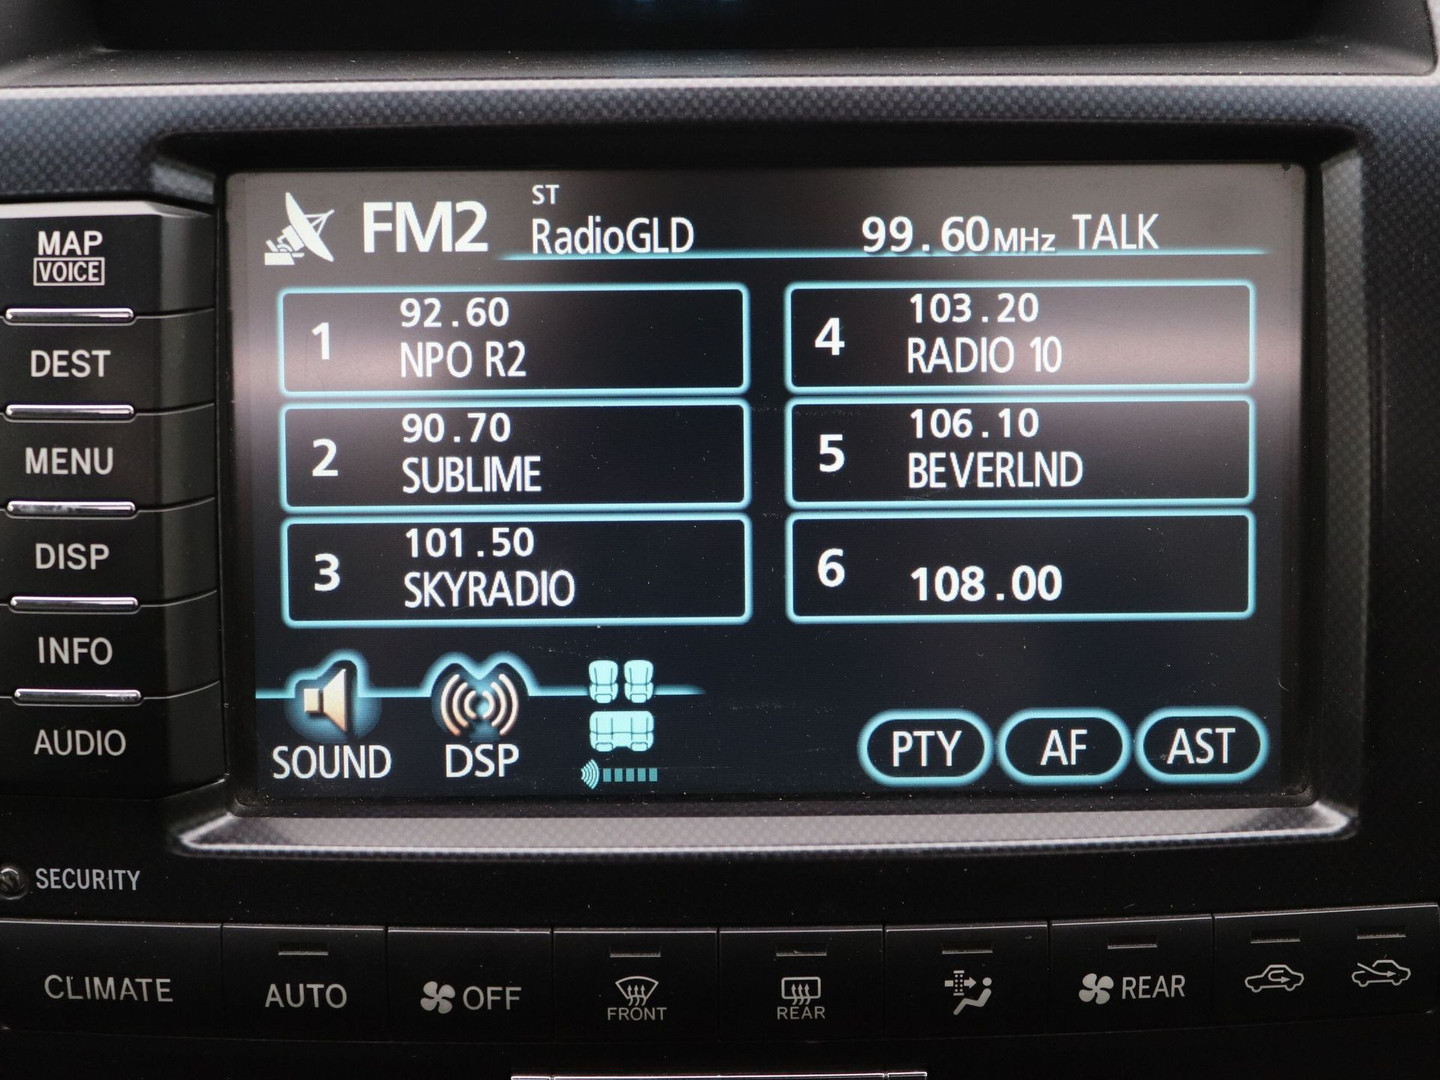 MAP
VOICE
DEST
MENU
DISP
INFO
AUDIO
FM2
ST
RadioGLD
99.60MHz TALK
1
92.60
NPO R2
2
90.70
SUBLIME
3
101.50
SKYRADIO
4
103.20
RADIO 10
5
106.10
BEVERLND
6
108.00
SOUND
DSP
PTY
AF
AST
SECURITY
CLIMATE
AUTO
OFF
FRONT
REAR
REAR